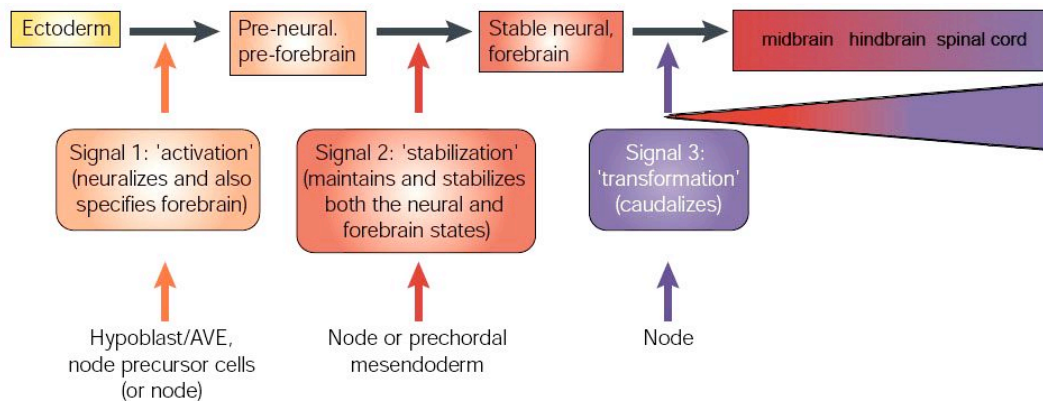 Ectoderm
Pre-neural.
pre-forebrain
Stable neural,
forebrain
midbrain hindbrain spinal cord
Signal 1: 'activation'
(neuralizes and also
specifies forebrain)
Signal 2: 'stabilization'
(maintains and stabilizes
both the neural and
forebrain states)
Signal 3:
'transformation'
(caudalizes)
Hypoblast/AVE,
node precursor cells
(or node)
Node or prechordal
mesendoderm
Node